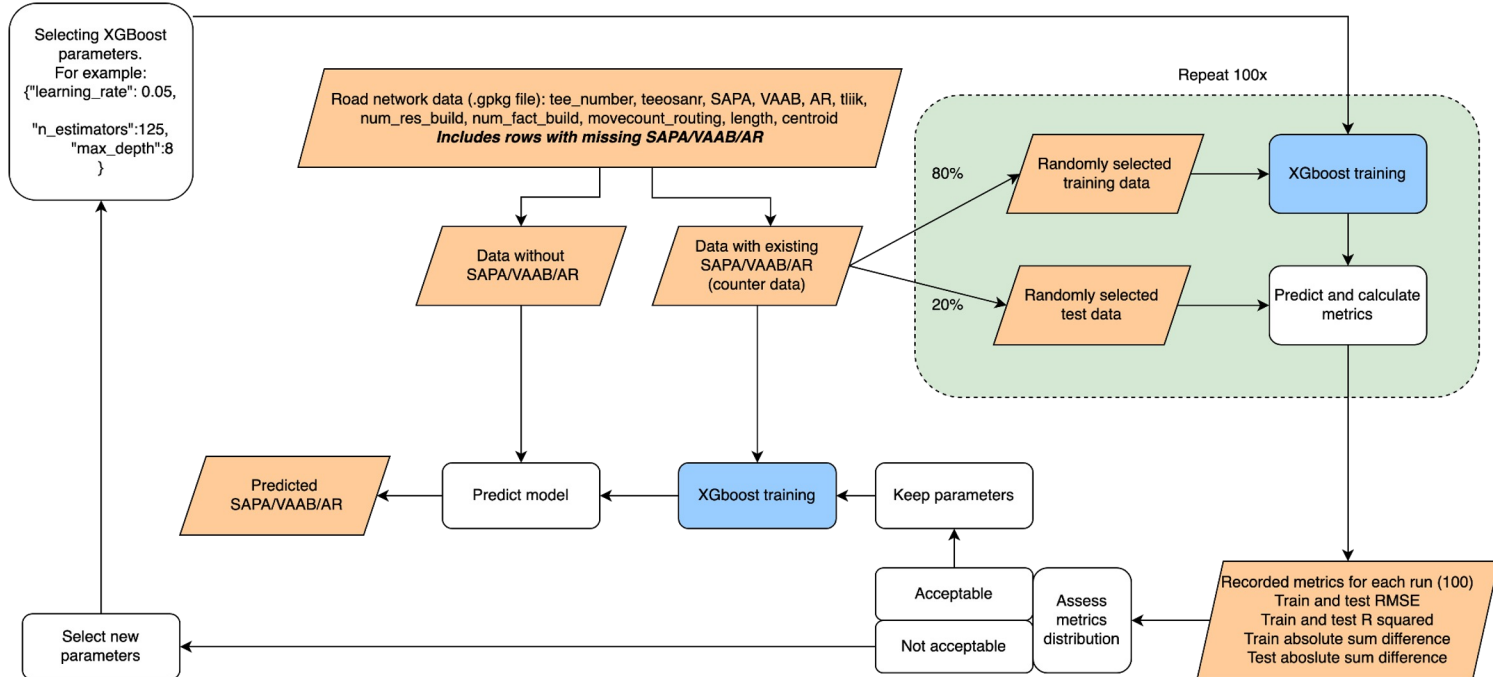 Selecting XGBoost
parameters.
For example:
{"learning_rate": 0.05,
"n_estimators":125,
"max_depth":8
}
Repeat 100x
Road network data (.gpkg file): tee_number, teeosanr, SAPA, VAAB, AR, tliik,
num_res_build, num_fact_build, movecount_routing, length, centroid
Includes rows with missing SAPA/VAAB/AR
80%
Randomly selected
training data
XGboost training
Data without
SAPA/VAAB/AR
Data with existing
SAPA/VAAB/AR
(counter data)
20%
Randomly selected
test data
Predict and calculate
metrics
Predicted
SAPA/VAAB/AR
Predict model
XGboost training
Keep parameters
Acceptable
Not acceptable
Assess
metrics
distribution
Recorded metrics for each run (100)
Train and test RMSE
Train and test R squared
Train absolute sum difference
Test aboslute sum difference
Select new
parameters